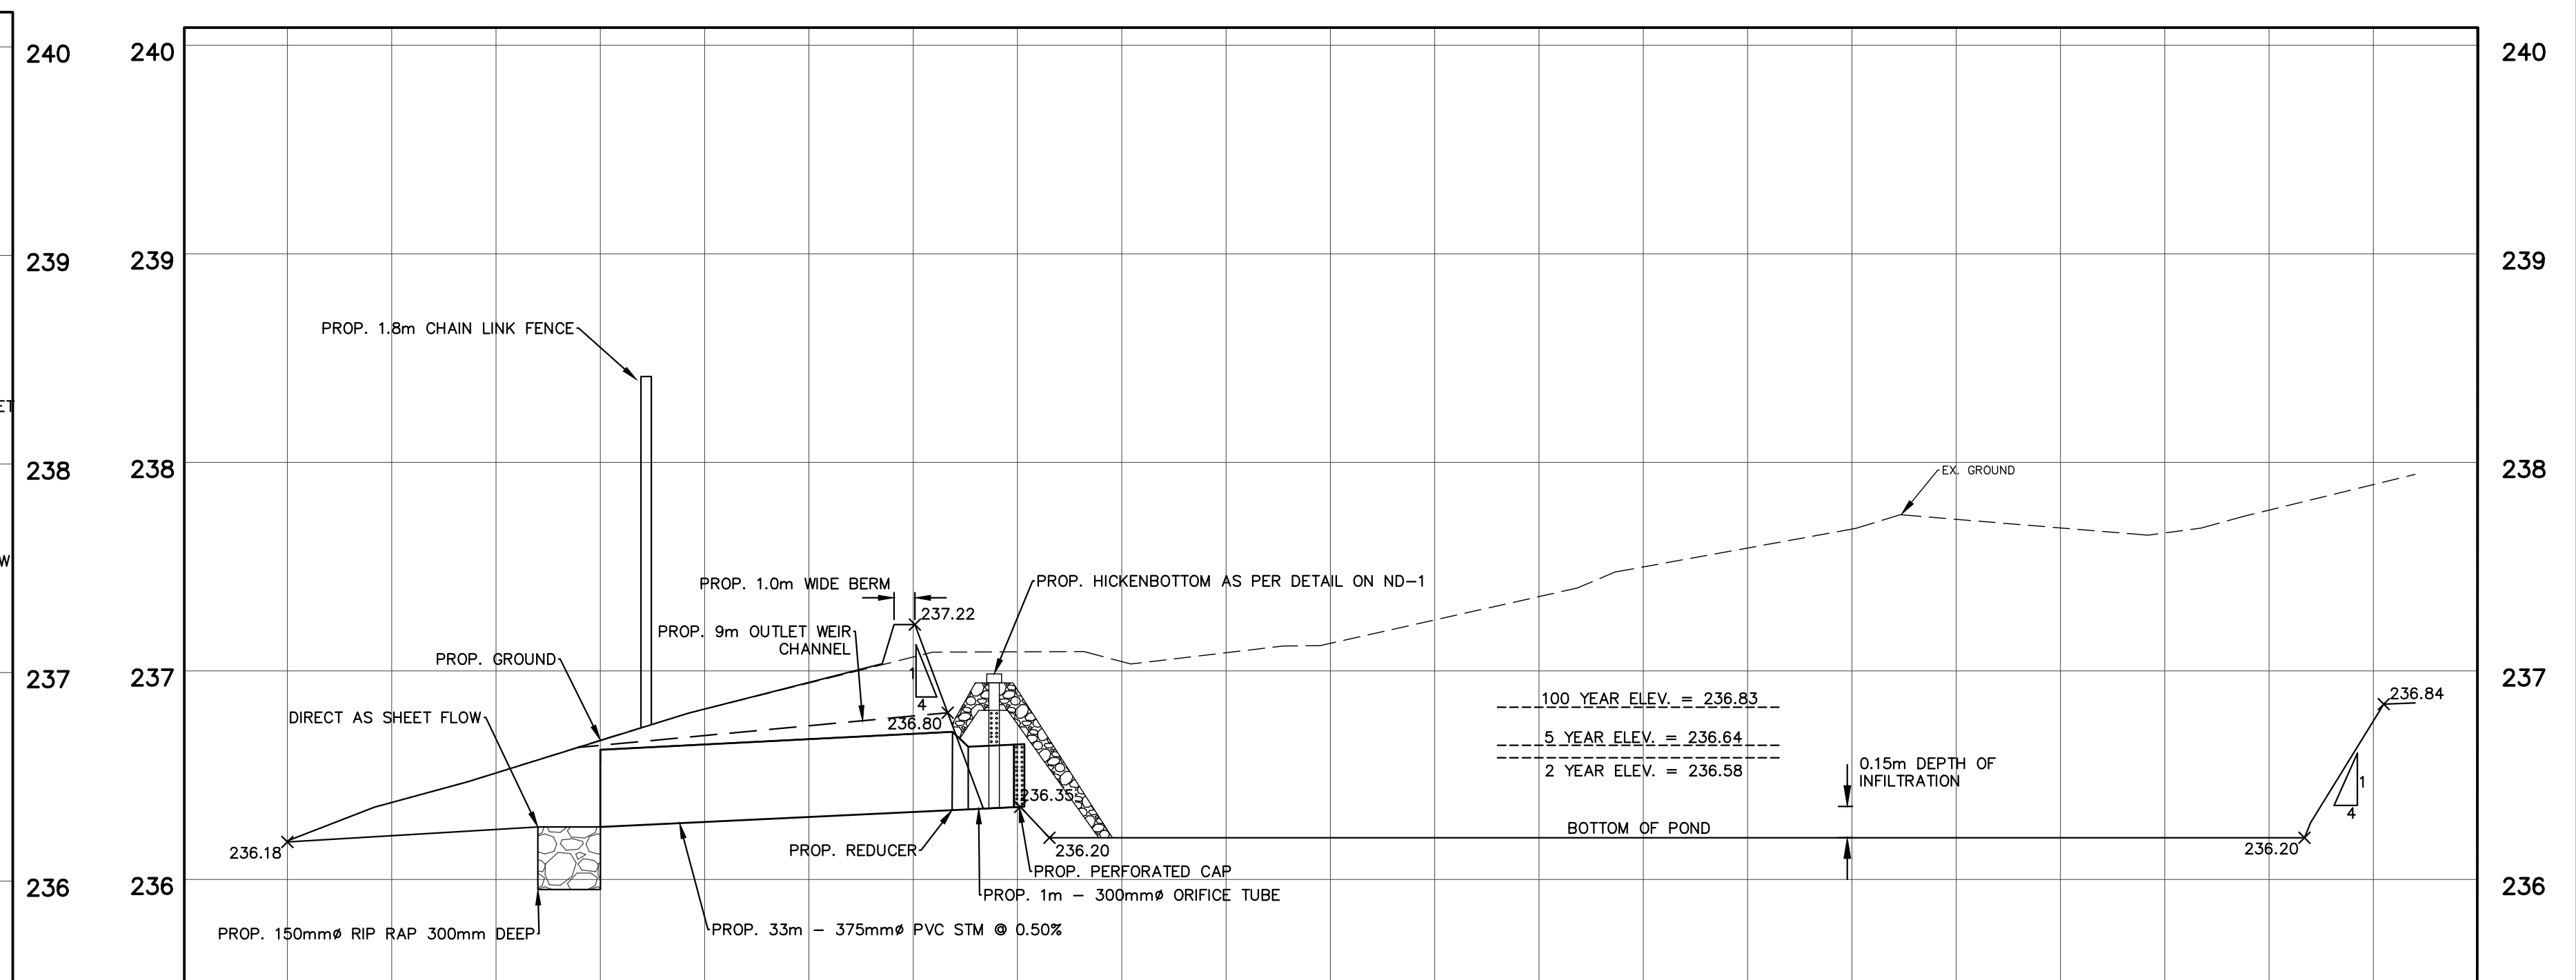 240
240
240
239
239
239
PROP. 1.8m CHAIN LINK FENCE
ET
238
238
EX. GROUND
238
W
PROP. 1.0m WIDE BERM
PROP. HICKENBOTTOM AS PER DETAIL ON ND-1
237.22
PROP. 9m OUTLET WEIR
CHANNEL
PROP. GROUND
237
237
237
1
4
DIRECT AS SHEET FLOW
236.80
100 YEAR ELEV. = 236.83
236.84
5 YEAR ELEV. = 236.64
2 YEAR ELEV. = 236.58
0.15m DEPTH OF
INFILTRATION
1
4
236.35
BOTTOM OF POND
236.18
PROP. REDUCER
236.20
236.20
PROP. PERFORATED CAP
236
236
236
PROP. 1m - 300mmø ORIFICE TUBE
PROP. 150mmø RIP RAP 300mm DEEP
PROP. 33m - 375mmø PVC STM @ 0.50%